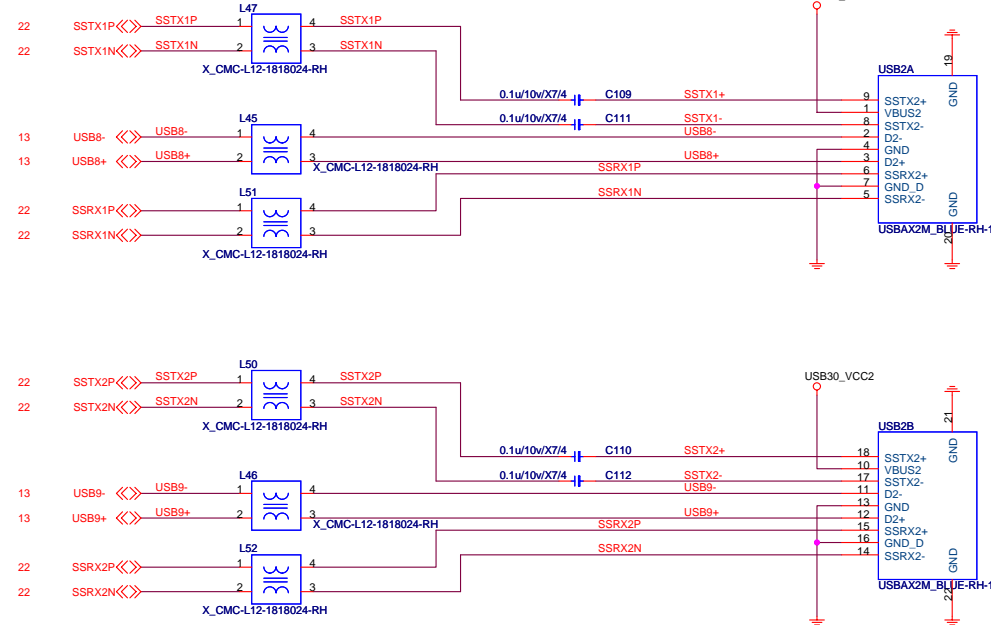 L47
22 SSTX1P SSTX1P 1 4 SSTX1P
22 SSTX1N SSTX1N 2 3 SSTX1N
X_CMC-L12-1818024-RH
USB2A
19
GND
0.1u/10v/X7/4 C109 SSTX1+ 9 SSTX2+
1 VBUS2
0.1u/10v/X7/4 C111 SSTX1- 8 SSTX2-
L45
13 USB8- USB8- 1 4 USB8- 2 D2-
4 GND
13 USB8+ USB8+ 2 3 USB8+ 3 D2+
X_CMC-L12-1818024-RH
SSRX1P 6 SSRX2+
7 GND_D
L51
SSRX1N 5 SSRX2-
22 SSRX1P 1 4
GND
22 SSRX1N 2 3
USBAX2M_BLUE-RH-1
20
X_CMC-L12-1818024-RH
L50
USB30_VCC2
22 SSTX2P SSTX2P 1 4 SSTX2P
22 SSTX2N SSTX2N 2 3 SSTX2N
X_CMC-L12-1818024-RH
21
USB2B
GND
0.1u/10v/X7/4 C110 SSTX2+ 18 SSTX2+
10 VBUS2
0.1u/10v/X7/4 C112 SSTX2- 17 SSTX2-
L46
13 USB9- USB9- 1 4 USB9- 11 D2-
13 GND
13 USB9+ USB9+ 2 3 USB9+ 12 D2+
X_CMC-L12-1818024-RH
SSRX2P 15 SSRX2+
16 GND_D
L52
SSRX2N 14 SSRX2-
22 SSRX2P 1 4
GND
22 SSRX2N 2 3
USBAX2M_BLUE-RH-1
22
X_CMC-L12-1818024-RH